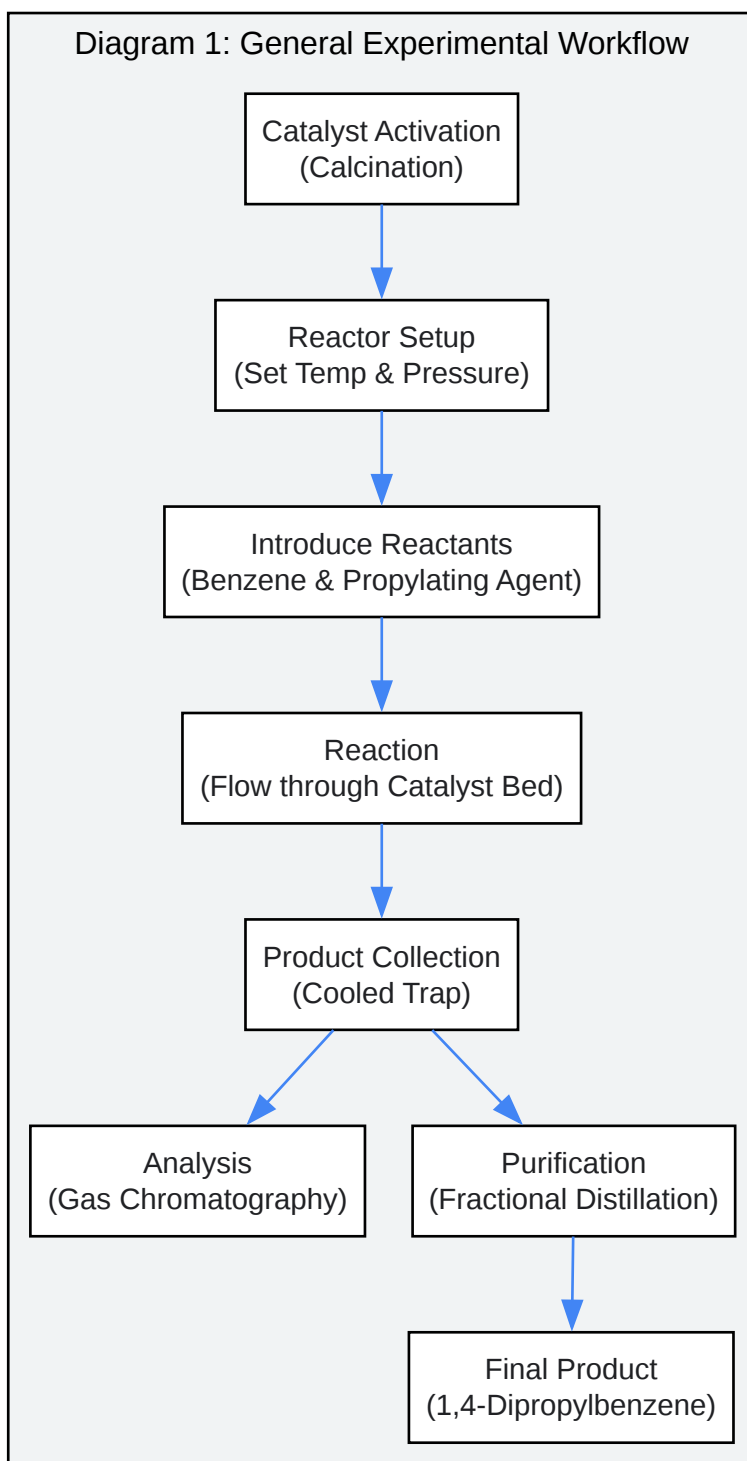 Diagram 1: General Experimental Workflow
Catalyst Activation
(Calcination)
Reactor Setup
(Set Temp & Pressure)
Introduce Reactants
(Benzene & Propylating Agent)
Reaction
(Flow through Catalyst Bed)
Product Collection
(Cooled Trap)
Analysis
(Gas Chromatography)
Purification
(Fractional Distillation)
Final Product
(1,4-Dipropylbenzene)